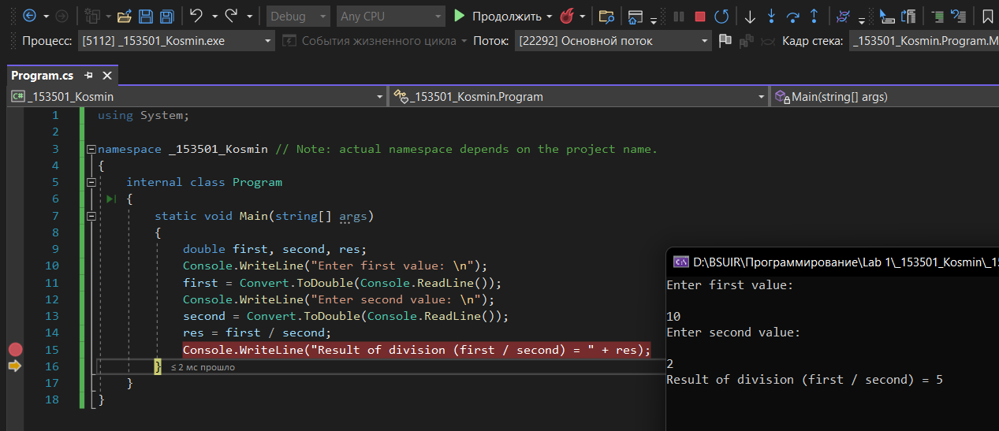 Debug Any CPU Продолжить
Процесс: [5112] _153501_Kosmin.exe События жизненного цикла Поток: [22292] Основной поток Кадр стека: _153501_Kosmin.Program.M
Program.cs
C# _153501_Kosmin _153501_Kosmin.Program Main(string[] args)
1 using System;
2
3 namespace _153501_Kosmin // Note: actual namespace depends on the project name.
4 {
5 internal class Program
6 {
7 static void Main(string[] args)
8 {
9 double first, second, res;
10 Console.WriteLine("Enter first value: \n");
11 first = Convert.ToDouble(Console.ReadLine());
12 Console.WriteLine("Enter second value: \n");
13 second = Convert.ToDouble(Console.ReadLine());
14 res = first / second;
15 Console.WriteLine("Result of division (first / second) = " + res);
16 } ≤ 2 мс прошло
17 }
18 }
C:\ D:\BSUIR\Программирование\Lab 1\_153501_Kosmin\_15
Enter first value:
10
Enter second value:
2
Result of division (first / second) = 5